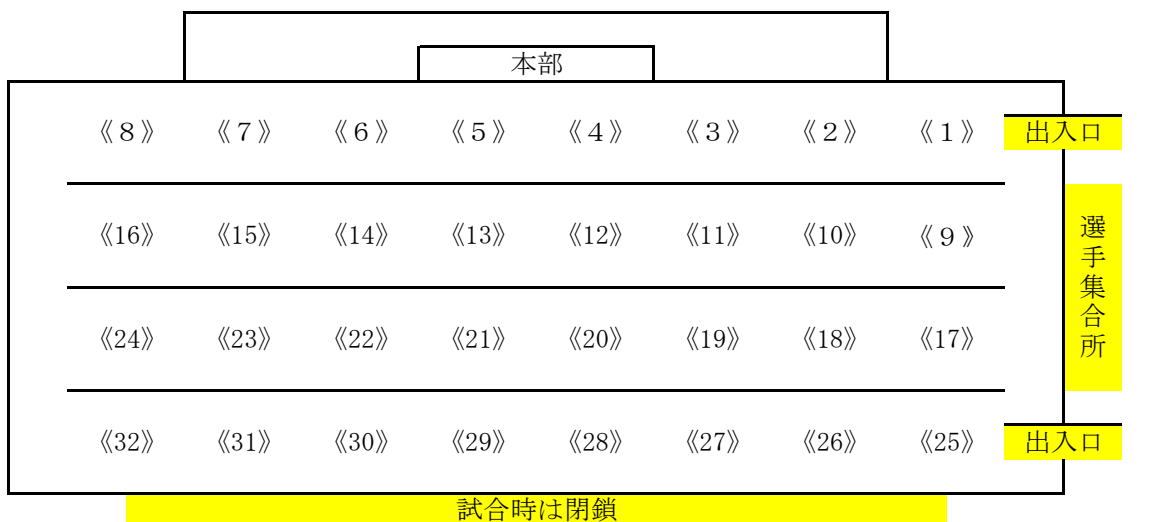 本部
《８》 《７》 《６》 《５》 《４》 《３》 《２》 《１》 出入口
《16》 《15》 《14》 《13》 《12》 《11》 《10》 《９》
選手集合所
《24》 《23》 《22》 《21》 《20》 《19》 《18》 《17》
《32》 《31》 《30》 《29》 《28》 《27》 《26》 《25》 出入口
試合時は閉鎖